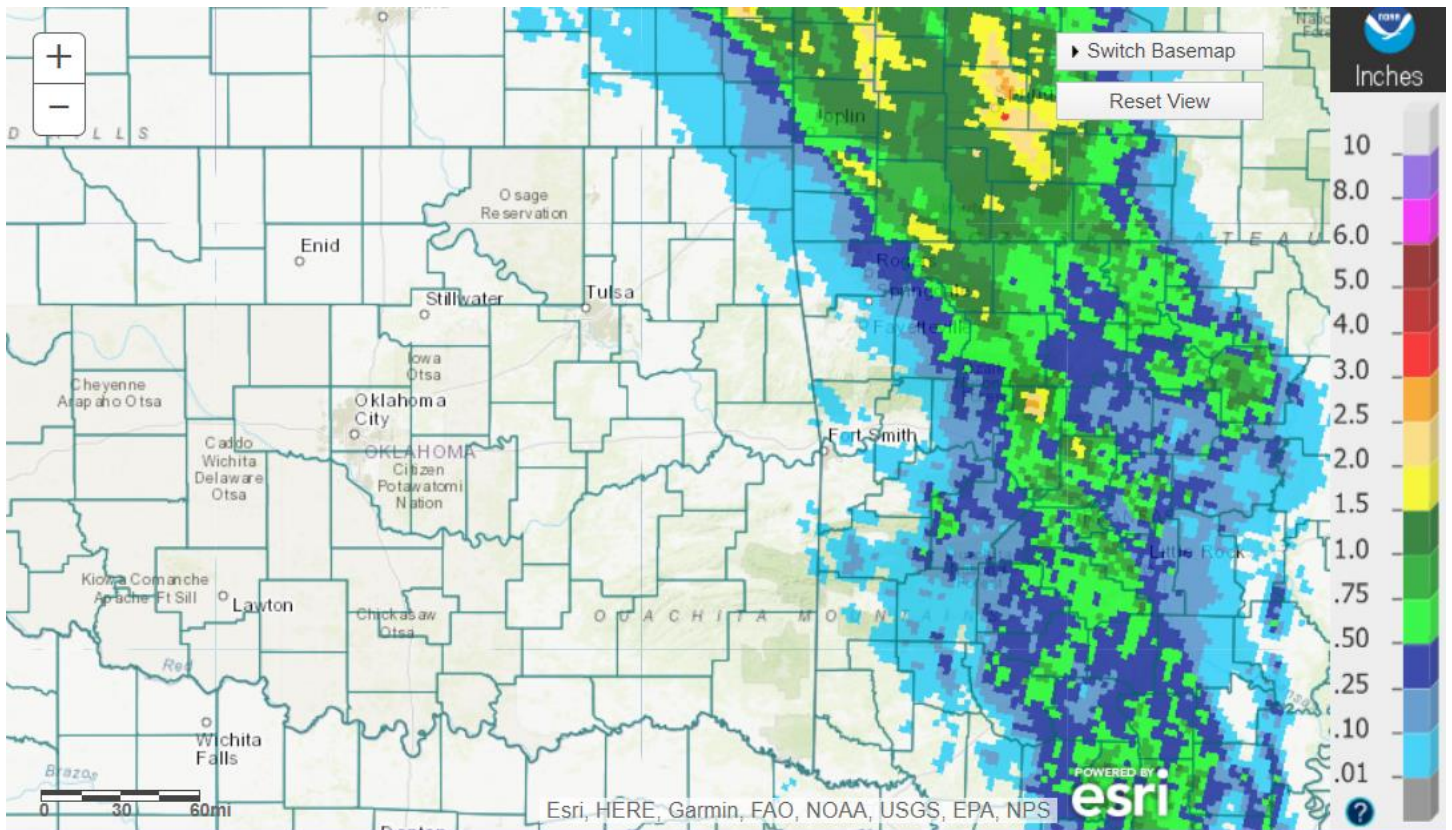 +
−
Switch Basemap
Reset View
Inches
10
8.0
6.0
5.0
4.0
3.0
2.5
2.0
1.5
1.0
.75
.50
.25
.10
.01
?
Joplin
Osage
Reservation
Enid
Stillwater
Tulsa
Iowa
Otsa
Cheyenne
Arapaho Otsa
Oklahoma
City
OKLAHOMA
Caddo
Wichita
Delaware
Otsa
Citizen
Potawatomi
Nation
Fort Smith
Fayetteville
Little Rock
Kiowa Comanche
Apache Ft Sill
Lawton
Chickasaw
Otsa
OUACHITA MOUNTAIN
Red
Wichita
Falls
Brazos
0 30 60mi
Esri, HERE, Garmin, FAO, NOAA, USGS, EPA, NPS
POWERED BY
esri